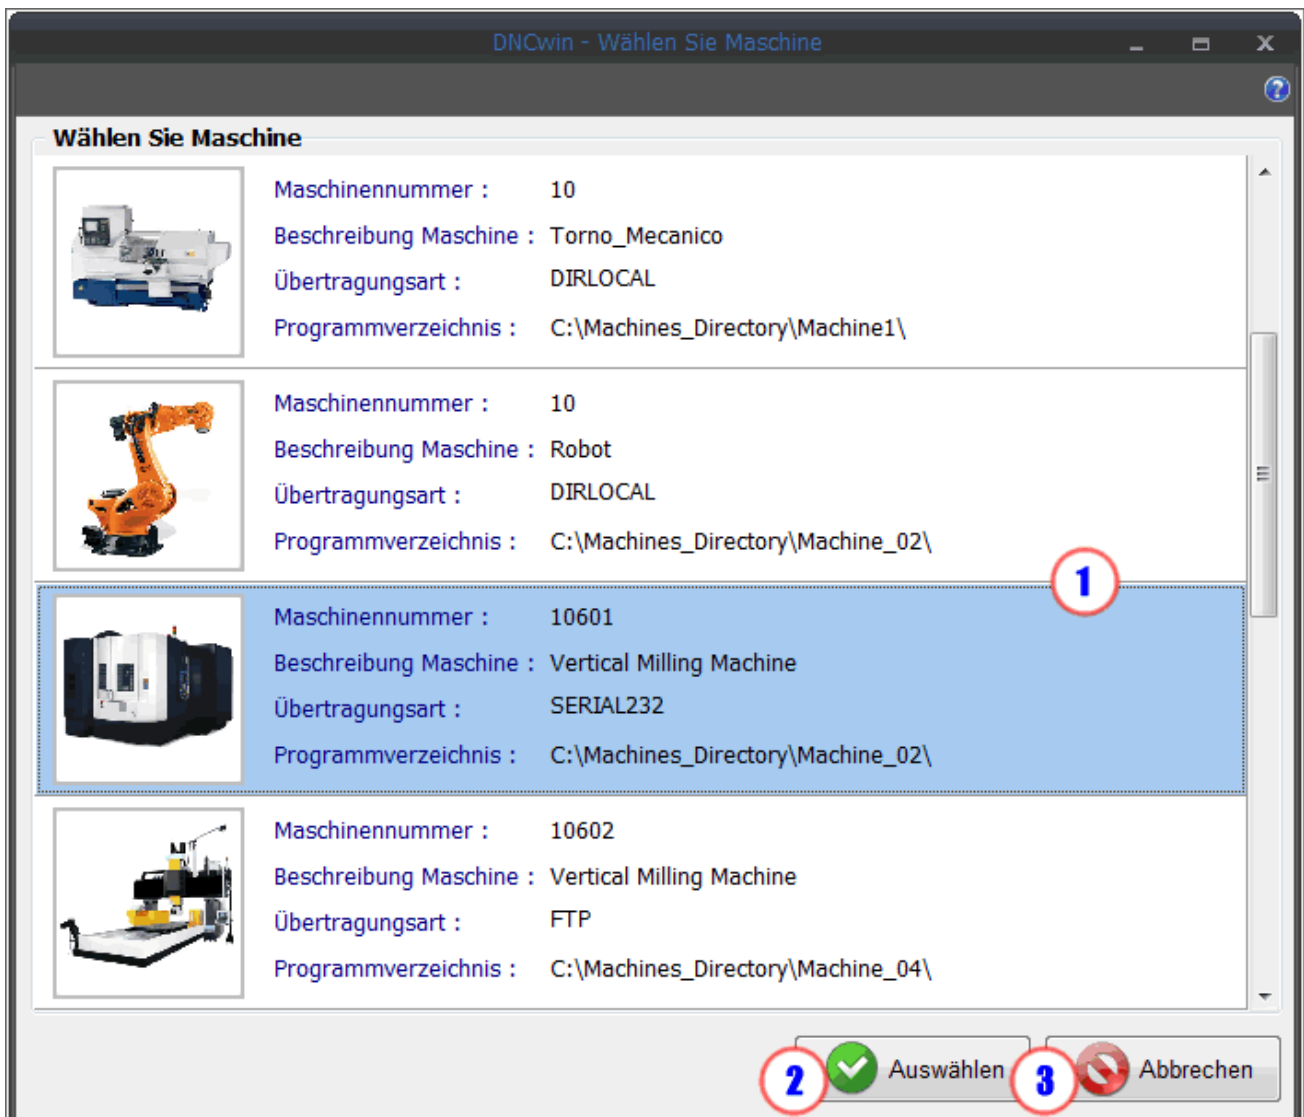 DNCwin - Wählen Sie Maschine
Wählen Sie Maschine
Maschinennummer : 10
Beschreibung Maschine : Torno_Mecanico
Übertragungsart : DIRLOCAL
Programmverzeichnis : C:\Machines_Directory\Machine1\
Maschinennummer : 10
Beschreibung Maschine : Robot
Übertragungsart : DIRLOCAL
Programmverzeichnis : C:\Machines_Directory\Machine_02\
1
Maschinennummer : 10601
Beschreibung Maschine : Vertical Milling Machine
Übertragungsart : SERIAL232
Programmverzeichnis : C:\Machines_Directory\Machine_02\
Maschinennummer : 10602
Beschreibung Maschine : Vertical Milling Machine
Übertragungsart : FTP
Programmverzeichnis : C:\Machines_Directory\Machine_04\
2 Auswählen 3 Abbrechen